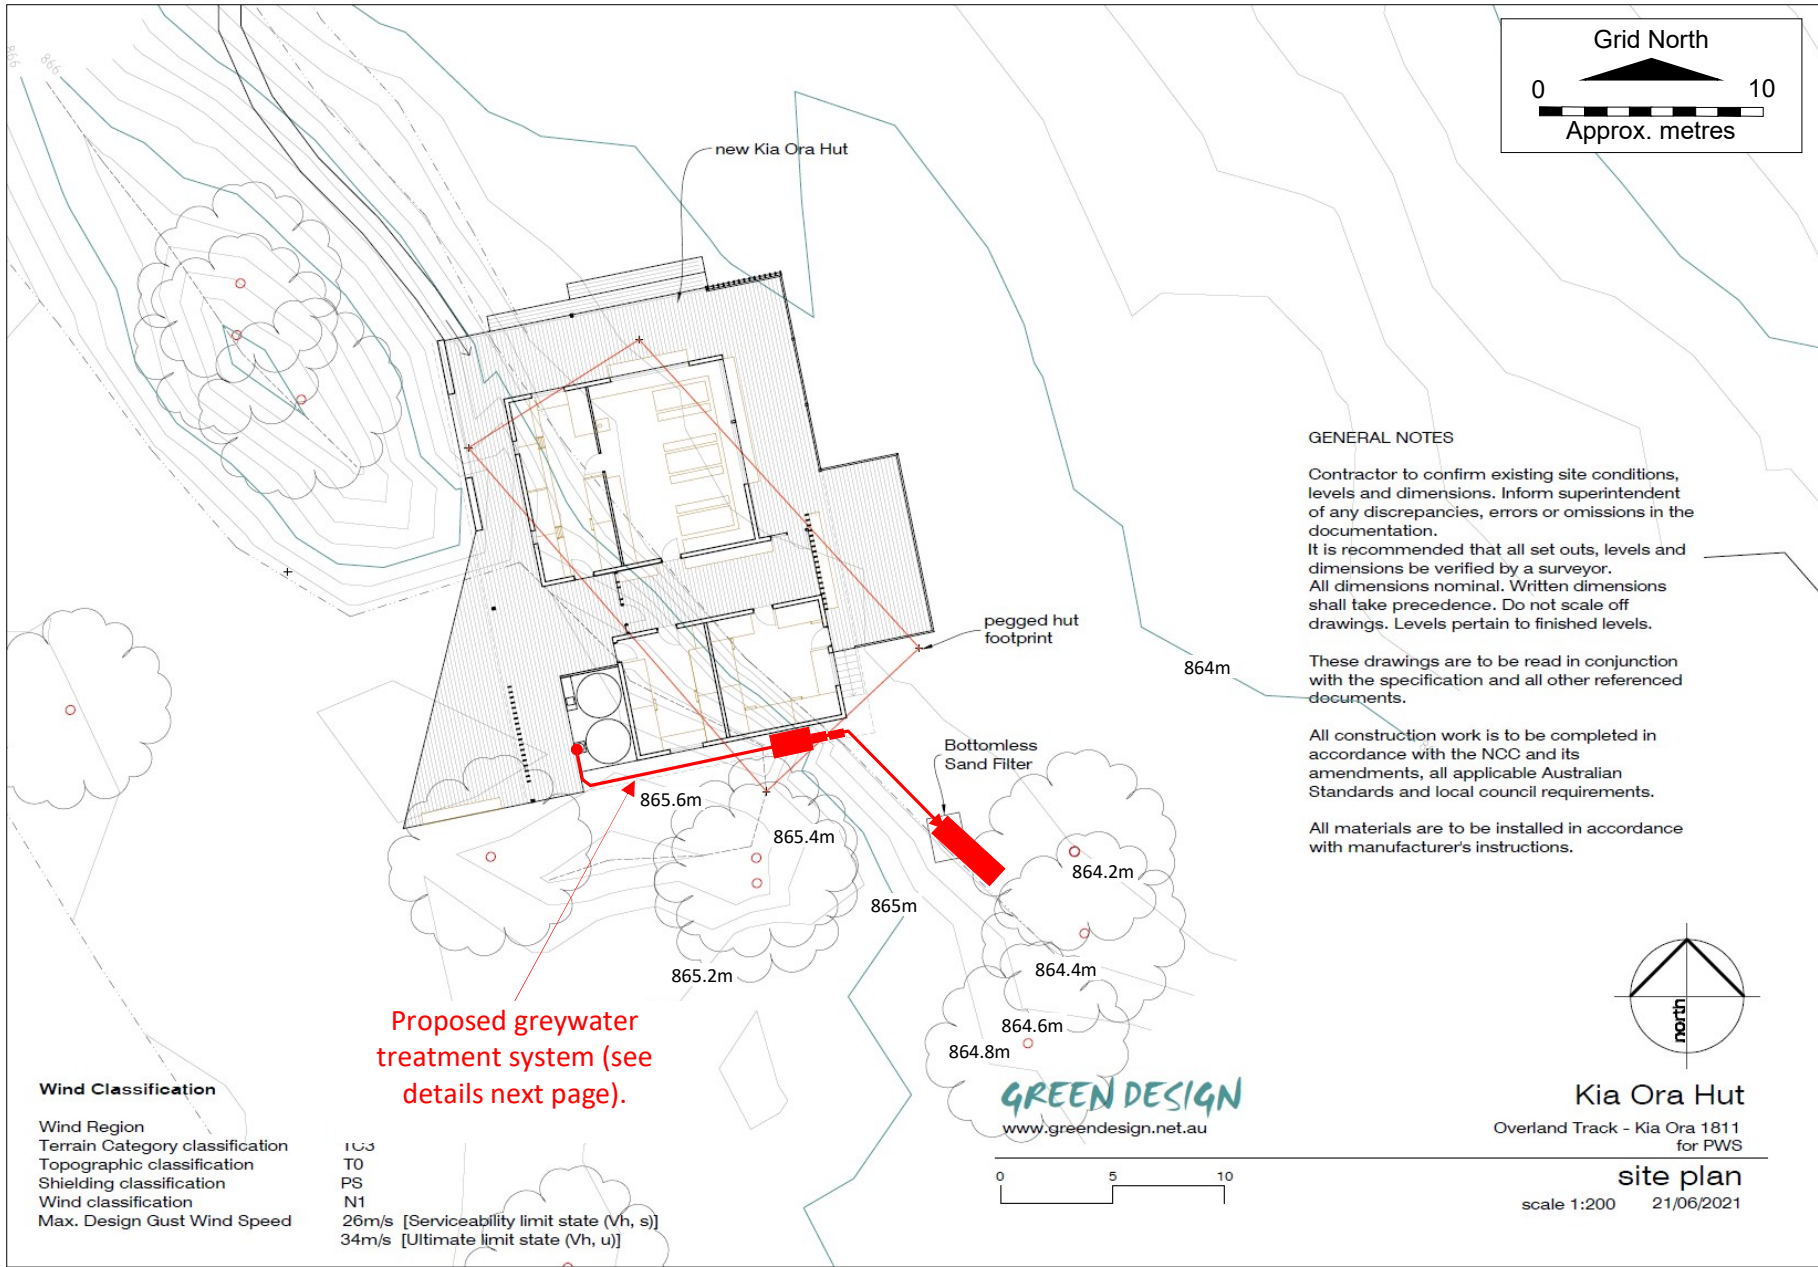 866
866
Grid North
0 10
Approx. metres
new Kia Ora Hut
GENERAL NOTES
Contractor to confirm existing site conditions,
levels and dimensions. Inform superintendent
of any discrepancies, errors or omissions in the
documentation.
It is recommended that all set outs, levels and
dimensions be verified by a surveyor.
All dimensions nominal. Written dimensions
shall take precedence. Do not scale off
drawings. Levels pertain to finished levels.
These drawings are to be read in conjunction
with the specification and all other referenced
documents.
All construction work is to be completed in
accordance with the NCC and its
amendments, all applicable Australian
Standards and local council requirements.
All materials are to be installed in accordance
with manufacturer's instructions.
pegged hut
footprint
864m
Bottomless
Sand Filter
865.6m
865.4m
864.2m
865m
864.4m
865.2m
864.6m
864.8m
Proposed greywater
treatment system (see
details next page).
Wind Classification
Wind Region
Terrain Category classification TC3
Topographic classification T0
Shielding classification PS
Wind classification N1
Max. Design Gust Wind Speed 26m/s [Serviceability limit state (Vh, s)]
34m/s [Ultimate limit state (Vh, u)]
GREEN DESIGN
www.greendesign.net.au
0 5 10
north
Kia Ora Hut
Overland Track - Kia Ora 1811
for PWS
site plan
scale 1:200 21/06/2021